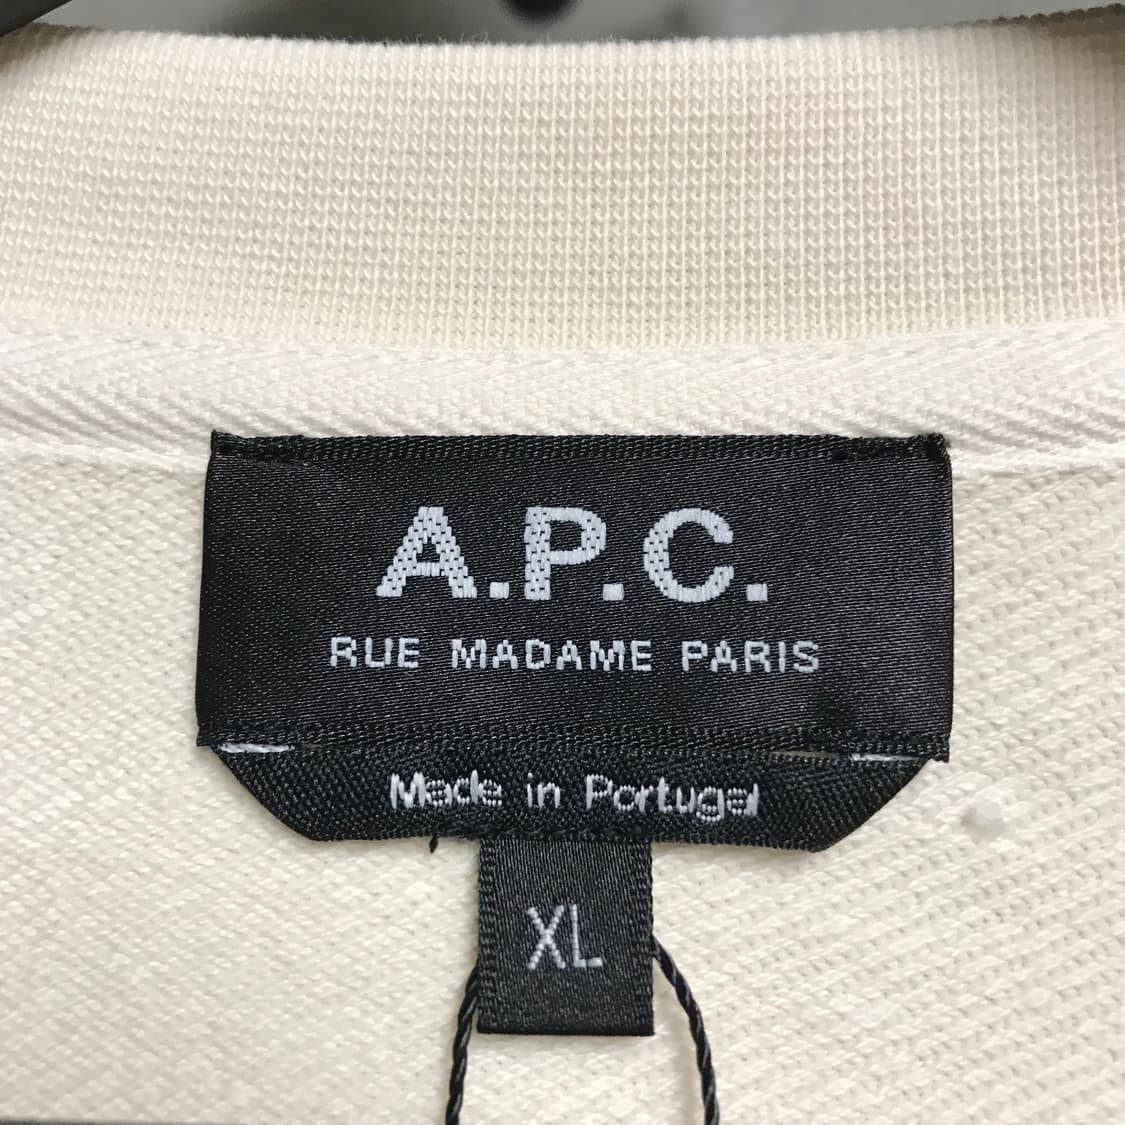 A.P.C.
RUE MADAME PARIS
Made in Portugal
XL